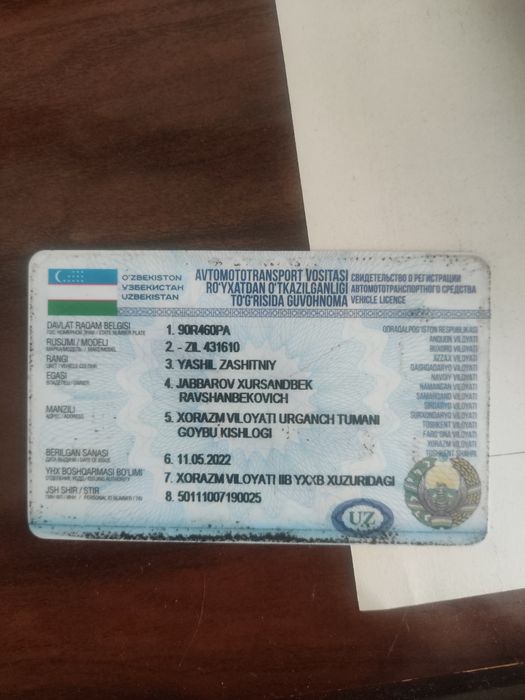 O'ZBEKISTON
ЎЗБЕКИСТАН
UZBEKISTAN
AVTOMOTOTRANSPORT VOSITASI
RO'YXATDAN O'TKAZILGANLIGI
TO'G'RISIDA GUVOHNOMA
СВИДЕТЕЛЬСТВО О РЕГИСТРАЦИИ
АВТОМОТОТРАНСПОРТНОГО СРЕДСТВА
VEHICLE LICENCE
DAVLAT RAQAM BELGISI 1. 90R460PA
RUSUMI / MODELI 2. - ZIL 431610
RANGI 3. YASHIL ZASHITNIY
EGASI 4. JABBAROV XURSANDBEK
RAVSHANBEKOVICH
MANZILI 5. XORAZM VILOYATI URGANCH TUMANI
GOYBU KISHLOGI
BERILGAN SANASI 6. 11.05.2022
YHX BOSHQARMASI BO'LIMI 7. XORAZM VILOYATI IIB YXXB XUZURIDAGI
JSH SHIR / STIR 8. 50111007190025
QORAQALPOG'ISTON RESPUBLIKASI
ANDIJON VILOYATI
BUXORO VILOYATI
JIZZAX VILOYATI
QASHQADARYO VILOYATI
NAVOIY VILOYATI
NAMANGAN VILOYATI
SAMARQAND VILOYATI
SIRDARYO VILOYATI
SURXONDARYO VILOYATI
TOSHKENT VILOYATI
FARG'ONA VILOYATI
XORAZM VILOYATI
TOSHKENT SHAHRI
UZ